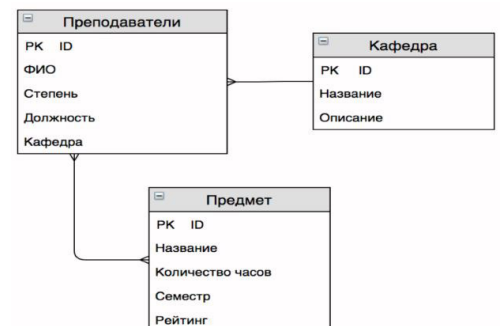 Преподаватели
PK ID
ФИО
Степень
Должность
Кафедра
Кафедра
PK ID
Название
Описание
Предмет
PK ID
Название
Количество часов
Семестр
Рейтинг